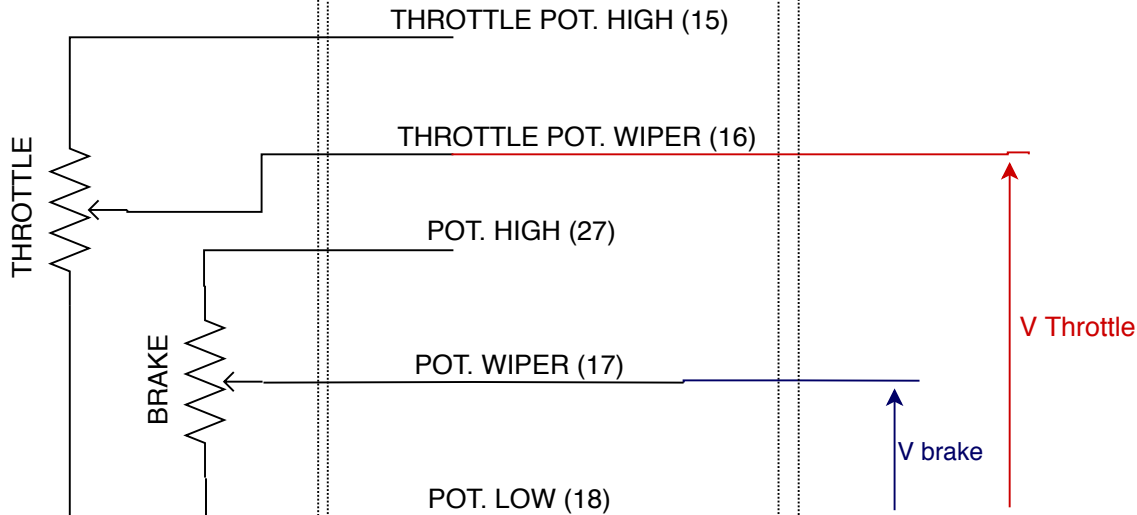 THROTTLE POT. HIGH (15)
THROTTLE POT. WIPER (16)
THROTTLE
POT. HIGH (27)
V Throttle
BRAKE
POT. WIPER (17)
V brake
POT. LOW (18)